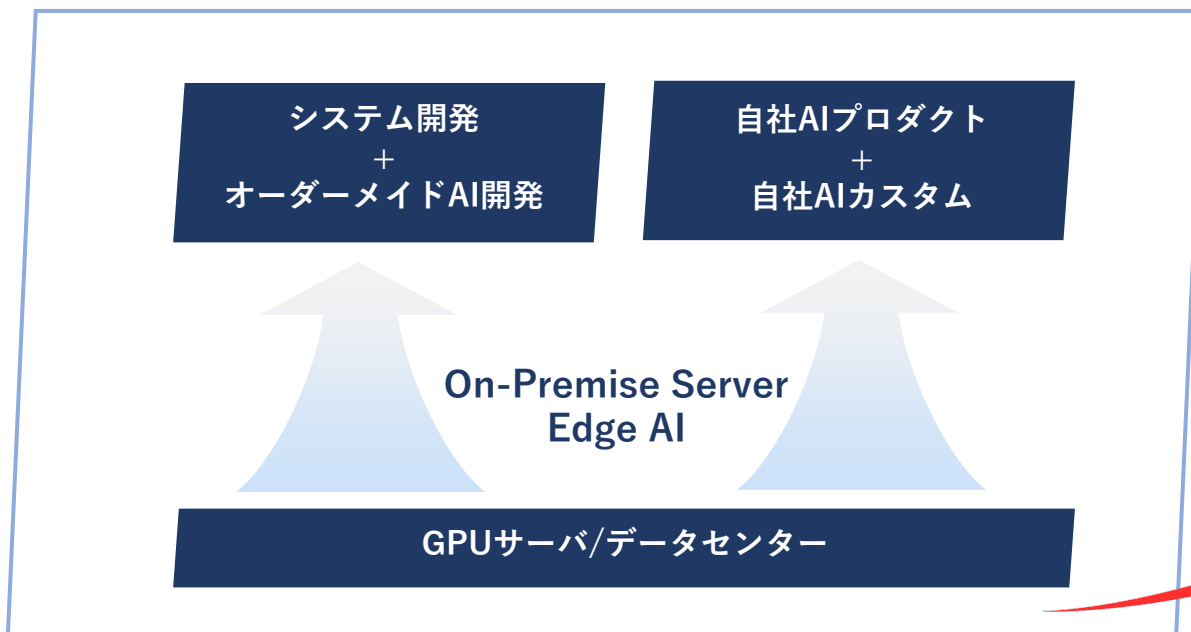 システム開発
+
オーダーメイドAI開発
自社AIプロダクト
+
自社AIカスタム
On-Premise Server
Edge AI
GPUサーバ/データセンター